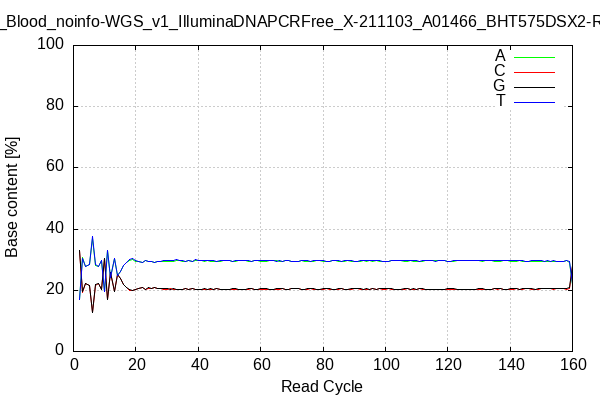 _Blood_noinfo-WGS_v1_IlluminaDNAPCRFree_X-211103_A01466_BHT575DSX2-R
100
80
60
40
20
0
Base content [%]
A
C
G
T
0 20 40 60 80 100 120 140 160
Read Cycle